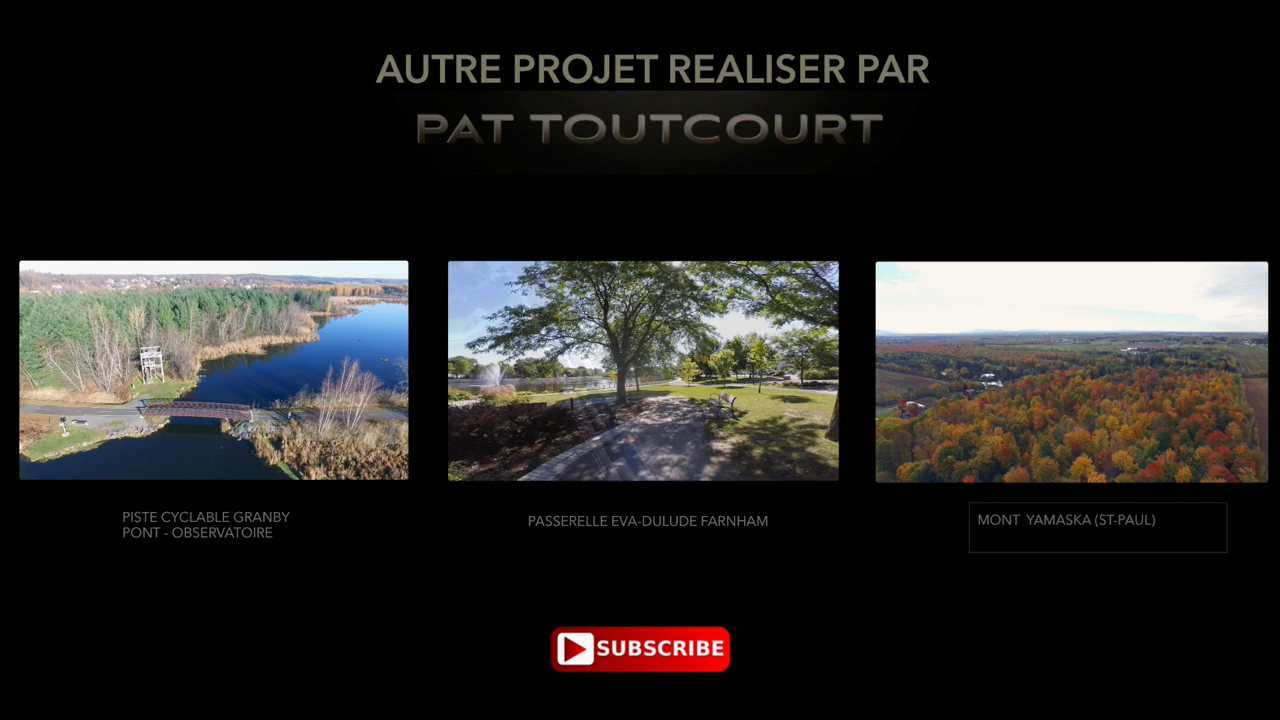 AUTRE PROJET REALISER PAR
PAT TOUTCOURT
PISTE CYCLABLE GRANBY
PONT - OBSERVATOIRE
PASSERELLE EVA-DULUDE FARNHAM
MONT YAMASKA (ST-PAUL)
SUBSCRIBE